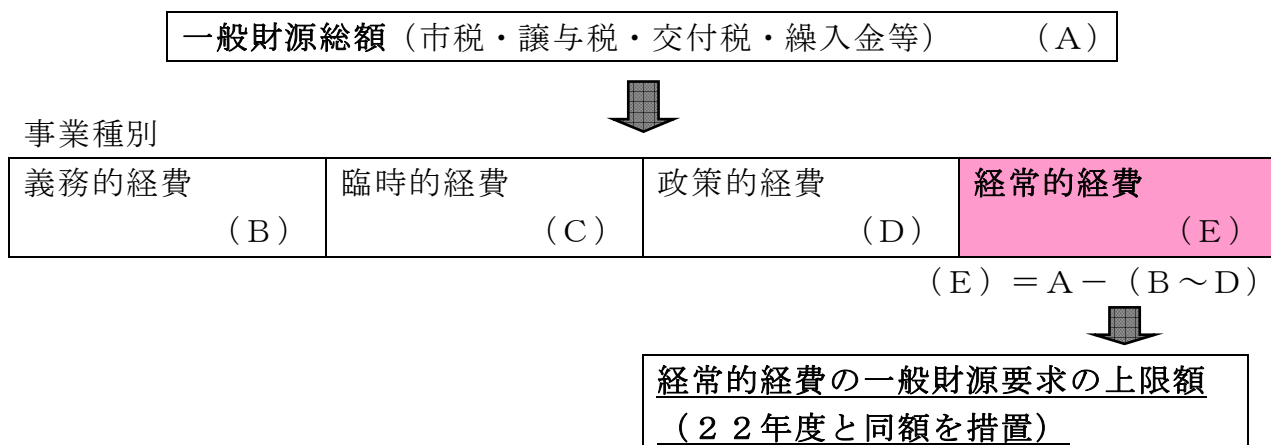 一般財源総額（市税・譲与税・交付税・繰入金等）　　（Ａ）
事業種別
義務的経費　臨時的経費　政策的経費　経常的経費
（Ｂ）　（Ｃ）　（Ｄ）　（Ｅ）
（Ｅ）＝Ａ－（Ｂ～Ｄ）
経常的経費の一般財源要求の上限額
（２２年度と同額を措置）